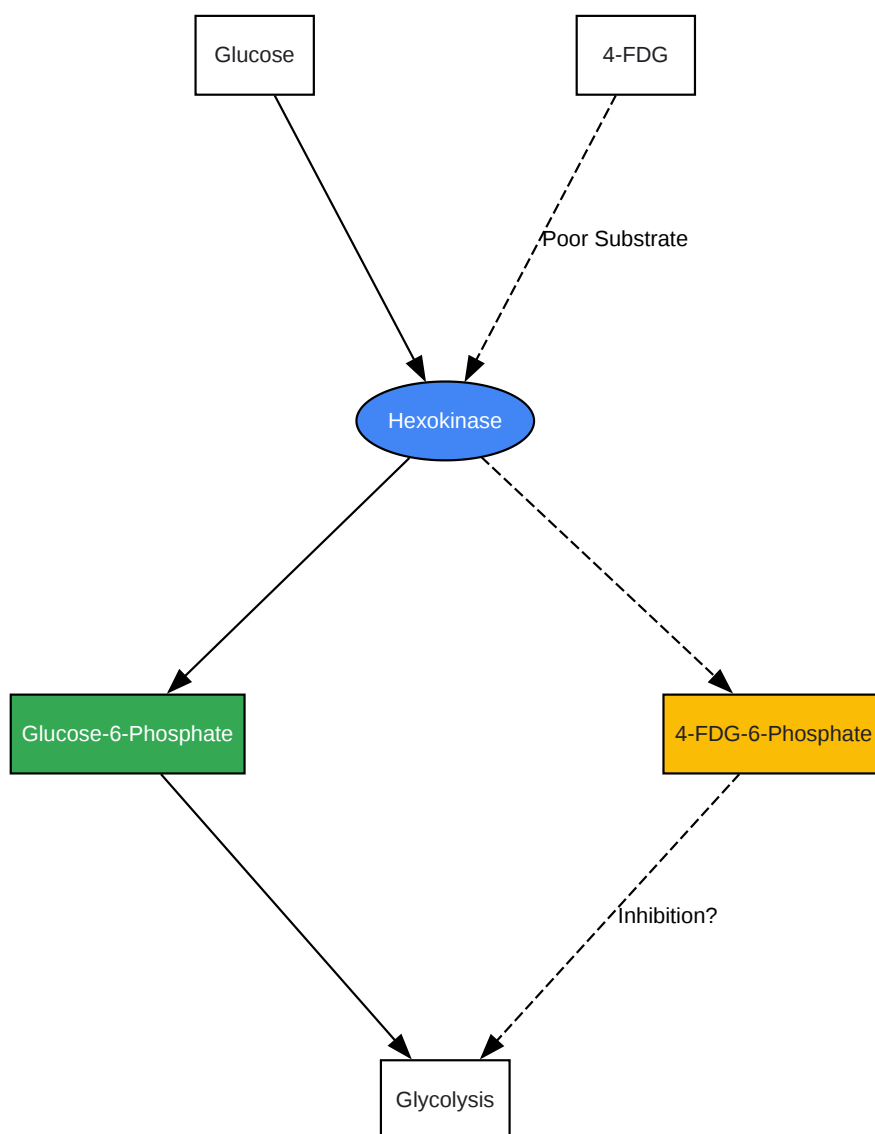 Glucose
4-FDG
Poor Substrate
Hexokinase
Glucose-6-Phosphate
4-FDG-6-Phosphate
Inhibition?
Glycolysis